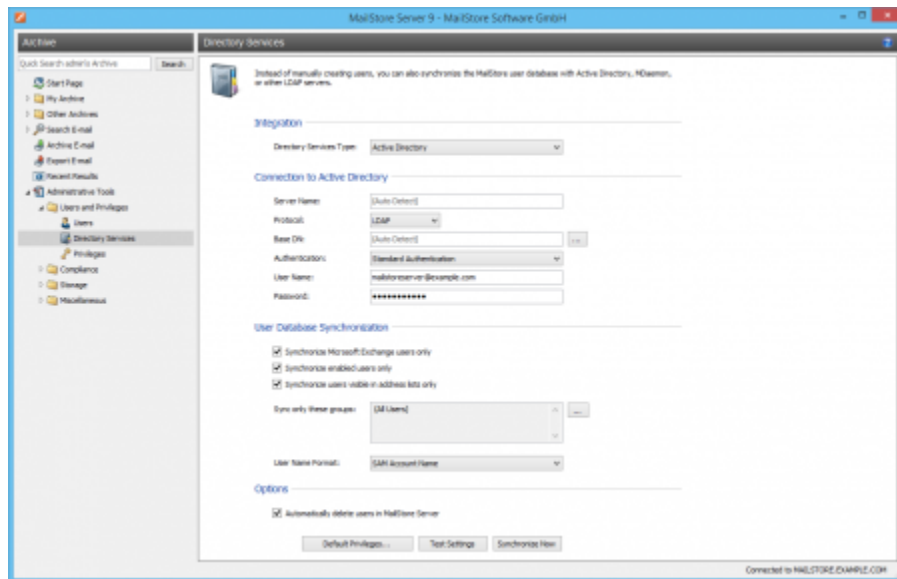 MailStore Server 9 - MailStore Software GmbH
Archive
Directory Services
Quick Search admin's Archive
Search
Start Page
My Archive
Other Archives
Search E-mail
Archive E-mail
Export E-mail
Recent Results
Administrative Tools
Users and Privileges
Users
Directory Services
Privileges
Compliance
Storage
Miscellaneous
Instead of manually creating users, you can also synchronize the MailStore user database with Active Directory, MDaemon,
or other LDAP servers.
Integration
Directory Services Type: Active Directory
Connection to Active Directory
Server Name: (Auto Detect)
Protocol: LDAP
Base DN: (Auto Detect) ...
Authentication: Standard Authentication
User Name: mailstoreserver@example.com
Password: ●●●●●●●●●●●●
User Database Synchronization
Synchronize Microsoft Exchange users only
Synchronize enabled users only
Synchronize users visible in address lists only
Sync only these groups: (All Users) ...
User Name Format: SAM Account Name
Options
Automatically delete users in MailStore Server
Default Privileges... Test Settings Synchronize Now
Connected to MAILSTORE.EXAMPLE.COM